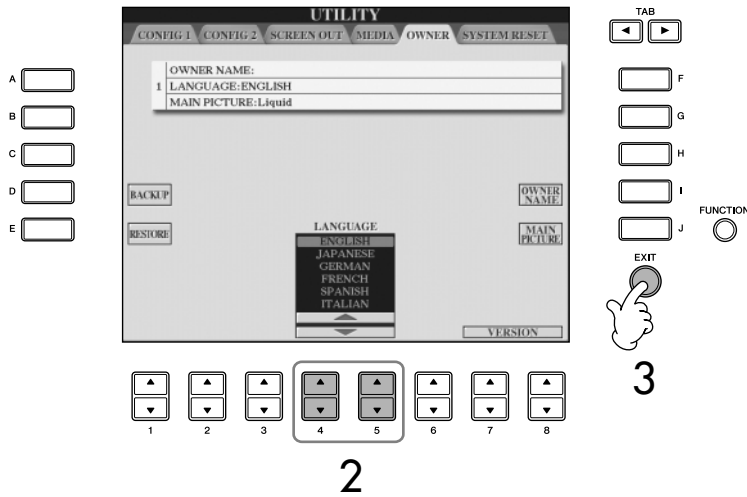 UTILITY
CONFIG 1 CONFIG 2 SCREEN OUT MEDIA OWNER SYSTEM RESET
TAB
OWNER NAME:
1 LANGUAGE:ENGLISH
MAIN PICTURE:Liquid
A
B
C
D
E
F
G
H
I
J
BACKUP
OWNER NAME
RESTORE
MAIN PICTURE
LANGUAGE
ENGLISH
JAPANESE
GERMAN
FRENCH
SPANISH
ITALIAN
VERSION
FUNCTION
EXIT
3
1 2 3 4 5 6 7 8
2